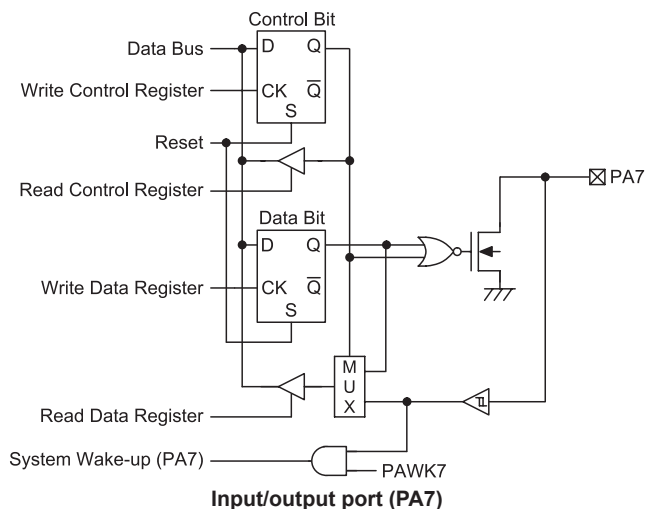 Control Bit
Data Bus
D
Q
Write Control Register
CK
Q̅
S
Reset
Read Control Register
PA7
Data Bit
D
Q
Write Data Register
CK
Q̅
S
M
U
X
Read Data Register
System Wake-up (PA7)
PAWK7
Input/output port (PA7)